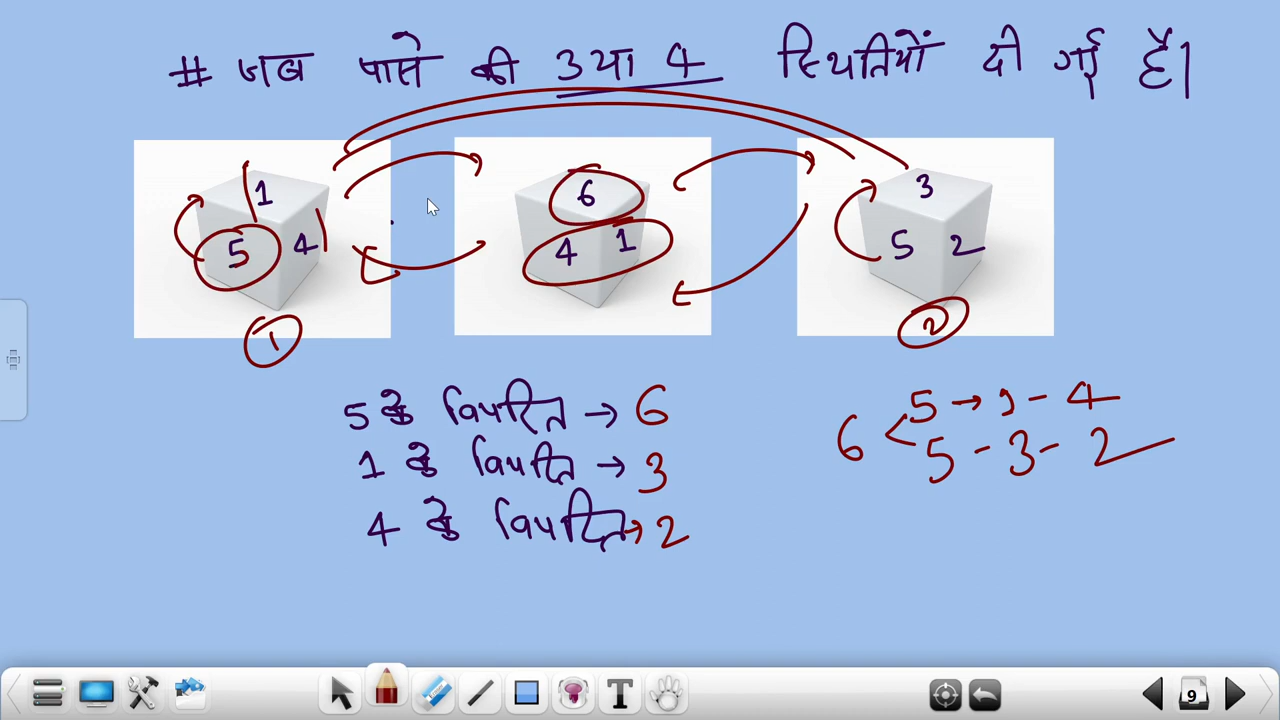 # जब पासे की 3 या 4 स्थितियों दी गई हैं।
1
5 4
6
4 1
3
5 2
1
2
5 के विपरित → 6
1 के विपरित → 3
4 के विपरित → 2
6 < 5 → 1 - 4
5 - 3 - 2
T
9